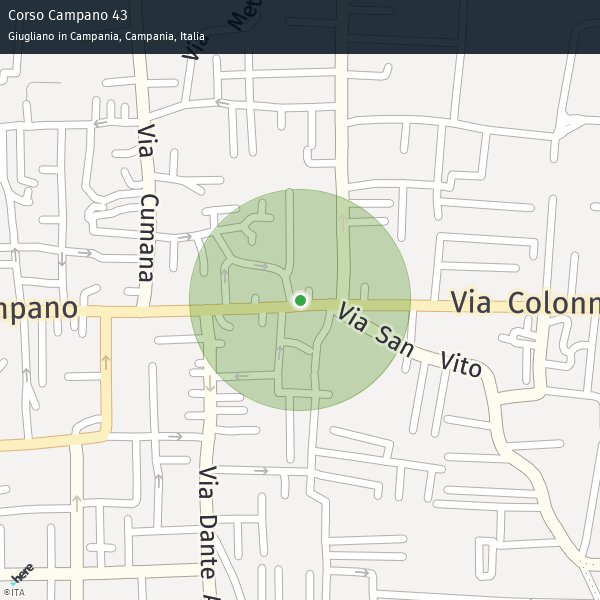 Corso Campano 43
Giugliano in Campania, Campania, Italia
Via Met
Via Cumana
mpano
Via Colonn
Via San Vito
Via Dante A
here
©ITA